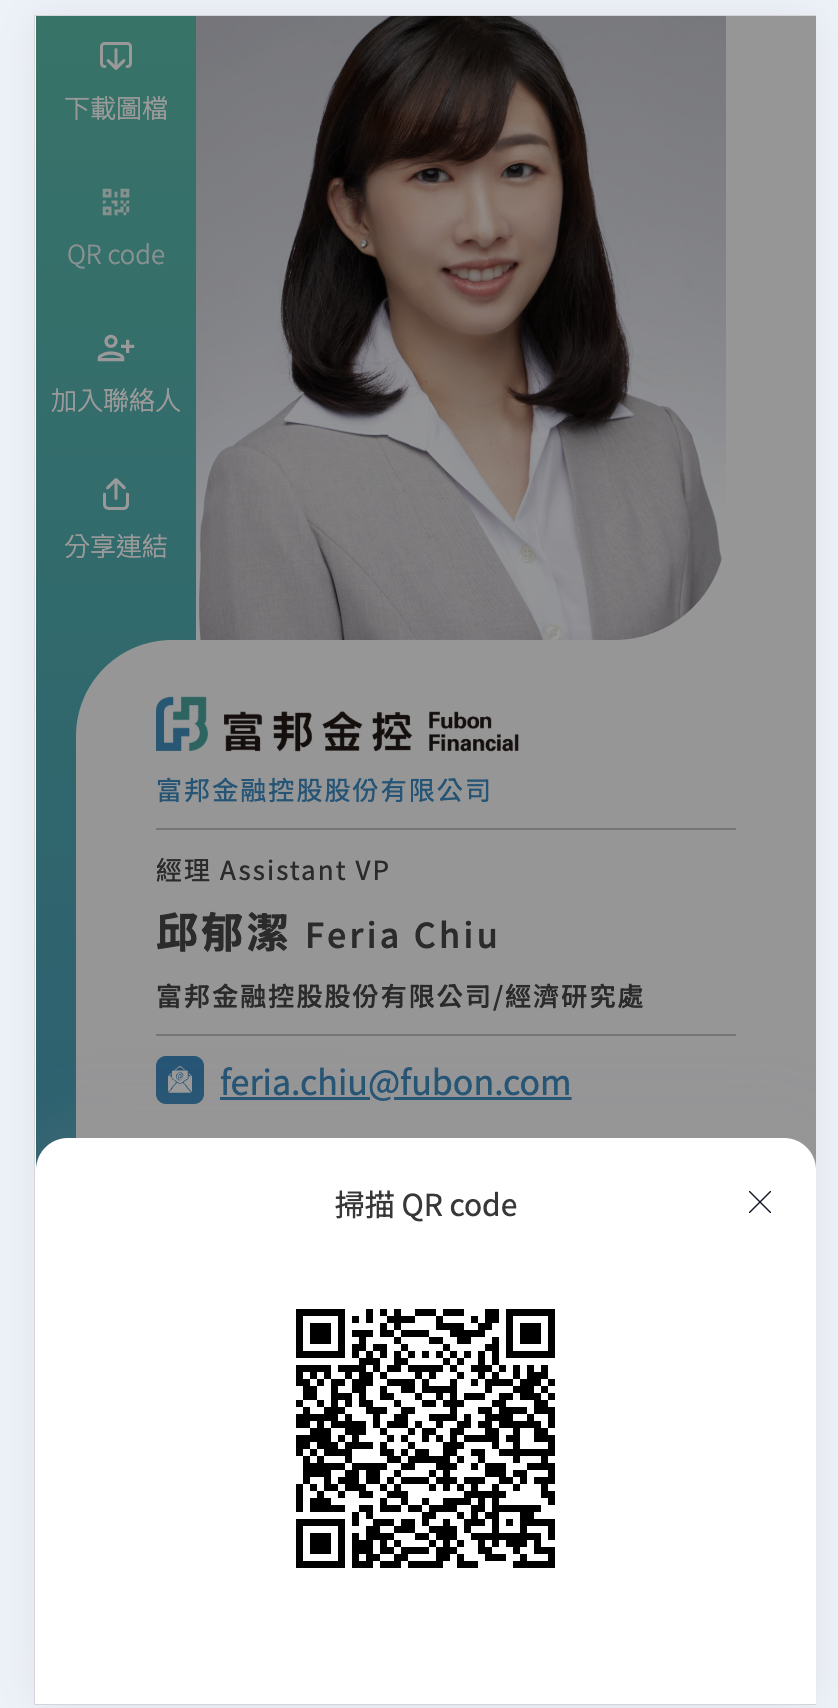 下載圖檔
QR code
加入聯絡人
分享連結
富邦金控 Fubon Financial
富邦金融控股股份有限公司
經理 Assistant VP
邱郁潔 Feria Chiu
富邦金融控股股份有限公司/經濟研究處
feria.chiu@fubon.com
掃描 QR code